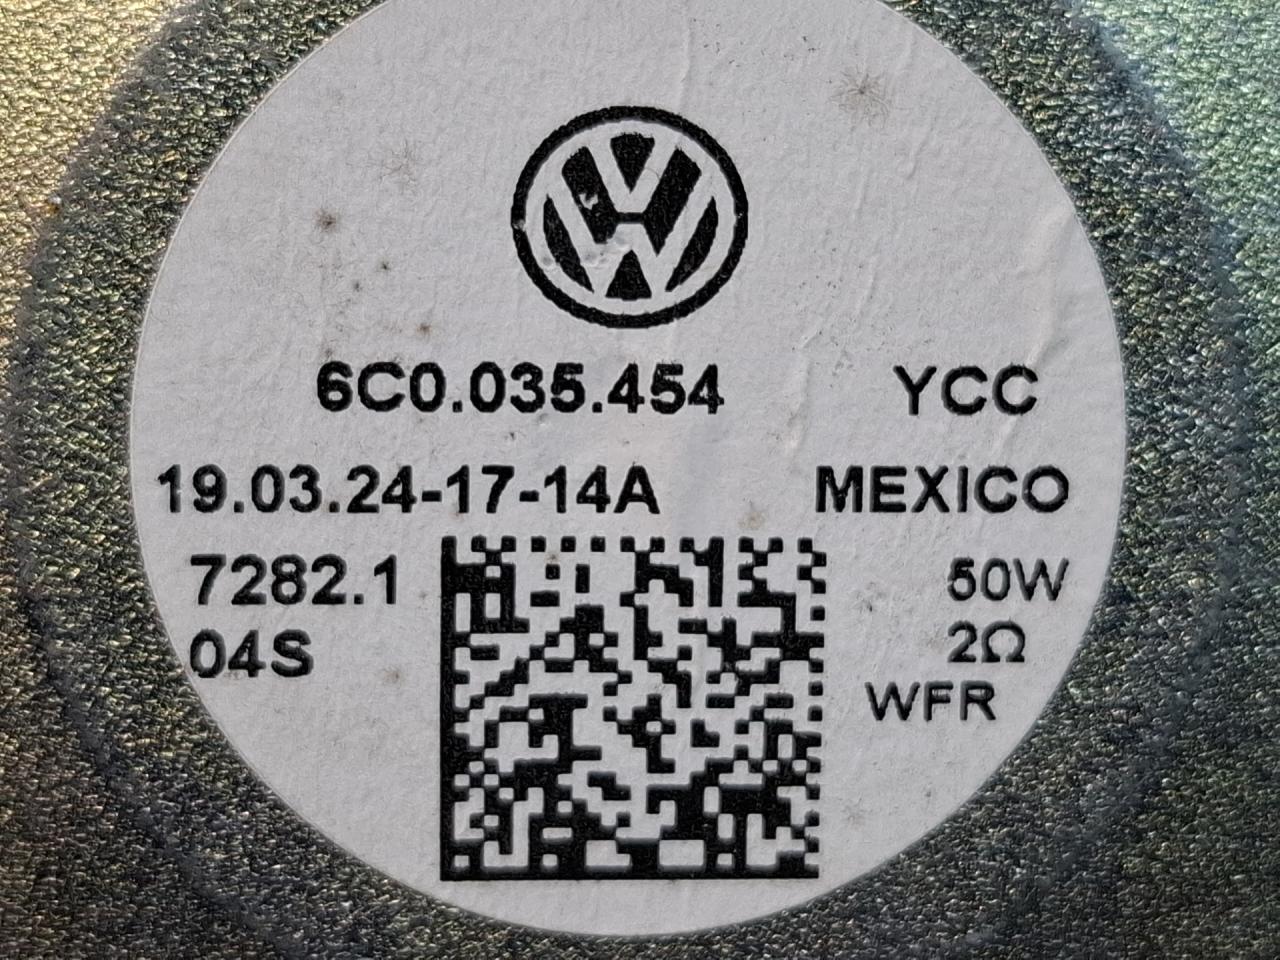 6C0.035.454 YCC
19.03.24-17-14A MEXICO
7282.1 50W
04S 2Ω
WFR